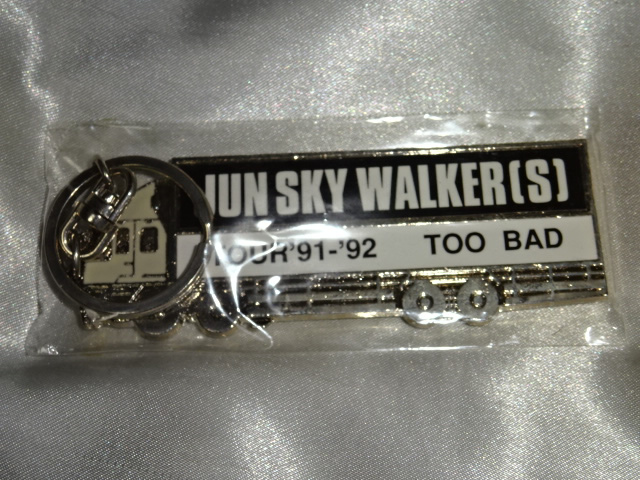 JUN SKY WALKER(S)
TOUR'91-'92 TOO BAD